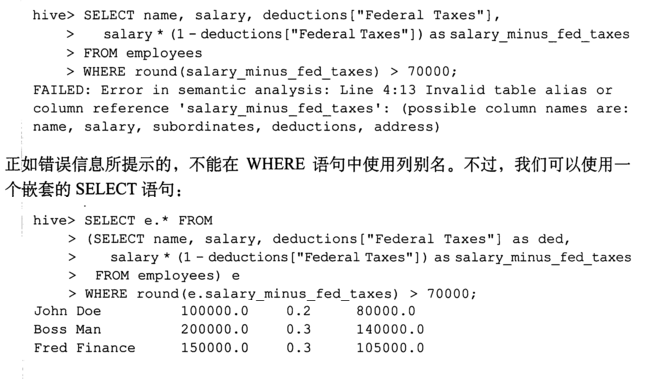 hive> SELECT name, salary, deductions["Federal Taxes"],
> salary * (1 - deductions["Federal Taxes"]) as salary_minus_fed_taxes
> FROM employees
> WHERE round(salary_minus_fed_taxes) > 70000;
FAILED: Error in semantic analysis: Line 4:13 Invalid table alias or
column reference 'salary_minus_fed_taxes': (possible column names are:
name, salary, subordinates, deductions, address)
正如错误信息所提示的，不能在 WHERE 语句中使用列别名。不过，我们可以使用一
个嵌套的 SELECT 语句：
hive> SELECT e.* FROM
> (SELECT name, salary, deductions["Federal Taxes"] as ded,
> salary * (1 - deductions["Federal Taxes"]) as salary_minus_fed_taxes
> FROM employees) e
> WHERE round(e.salary_minus_fed_taxes) > 70000;
John Doe 100000.0 0.2 80000.0
Boss Man 200000.0 0.3 140000.0
Fred Finance 150000.0 0.3 105000.0